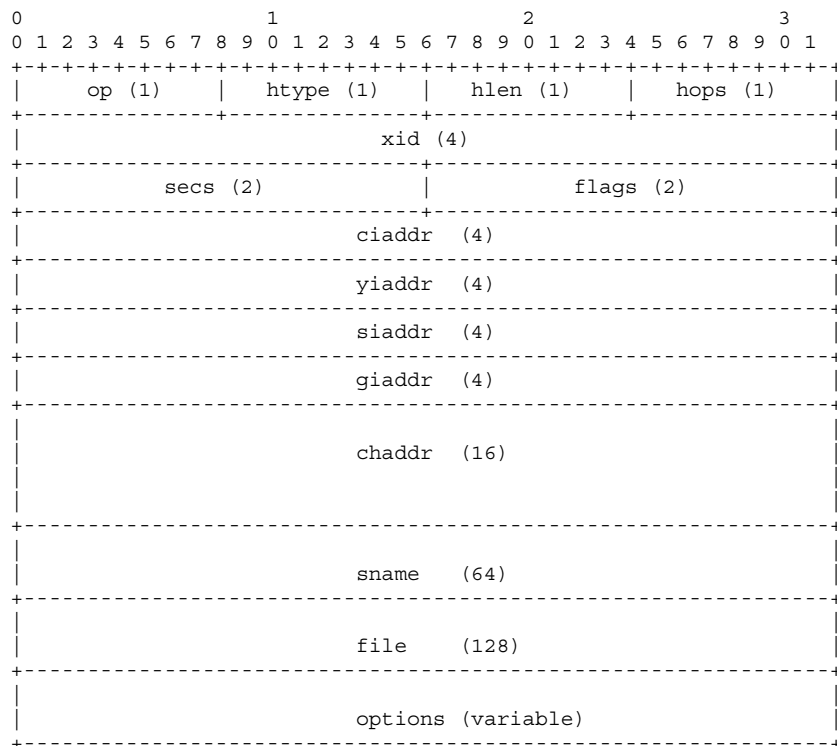 0                   1                   2                   3
0 1 2 3 4 5 6 7 8 9 0 1 2 3 4 5 6 7 8 9 0 1 2 3 4 5 6 7 8 9 0 1
op (1) | htype (1) | hlen (1) | hops (1)
xid (4)
secs (2) | flags (2)
ciaddr (4)
yiaddr (4)
siaddr (4)
giaddr (4)
chaddr (16)
sname (64)
file (128)
options (variable)